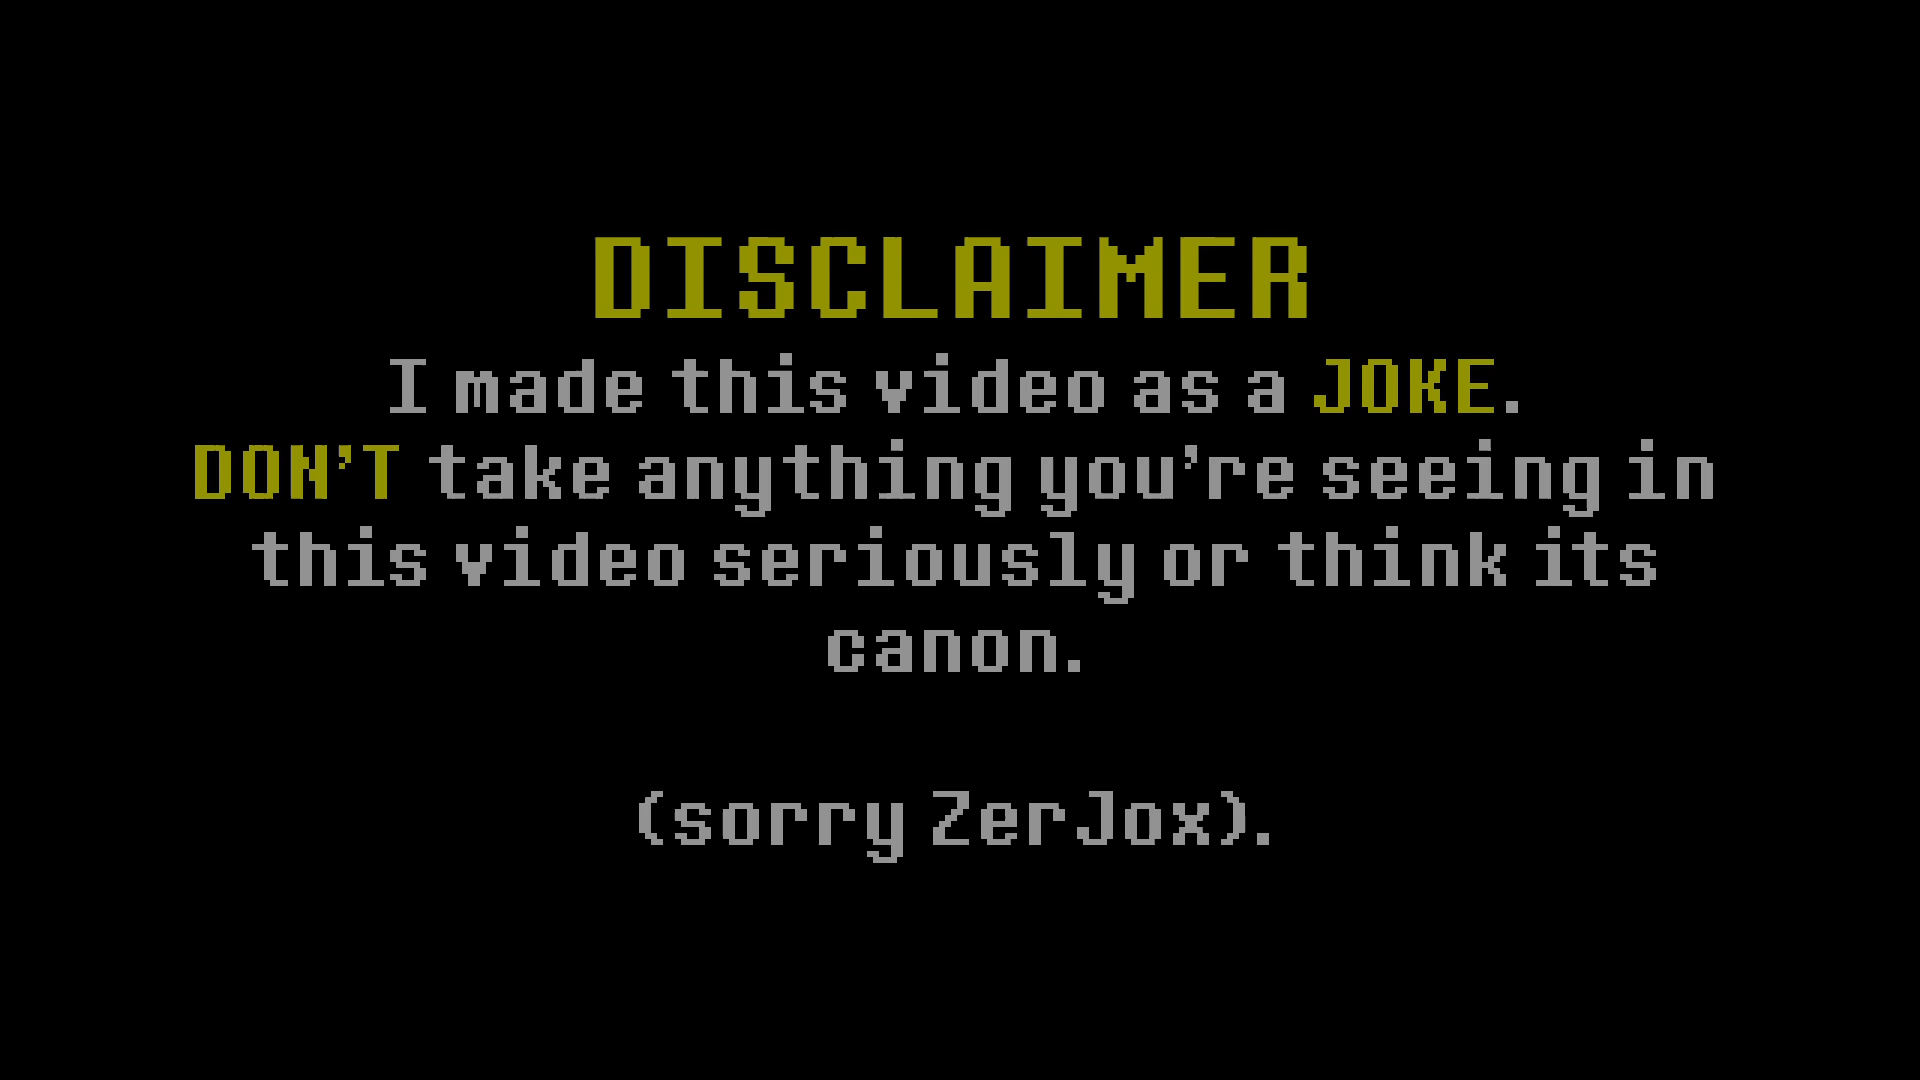 DISCLAIMER
I made this video as a JOKE.
DON'T take anything you're seeing in
this video seriously or think its
canon.
(sorry ZerJox).